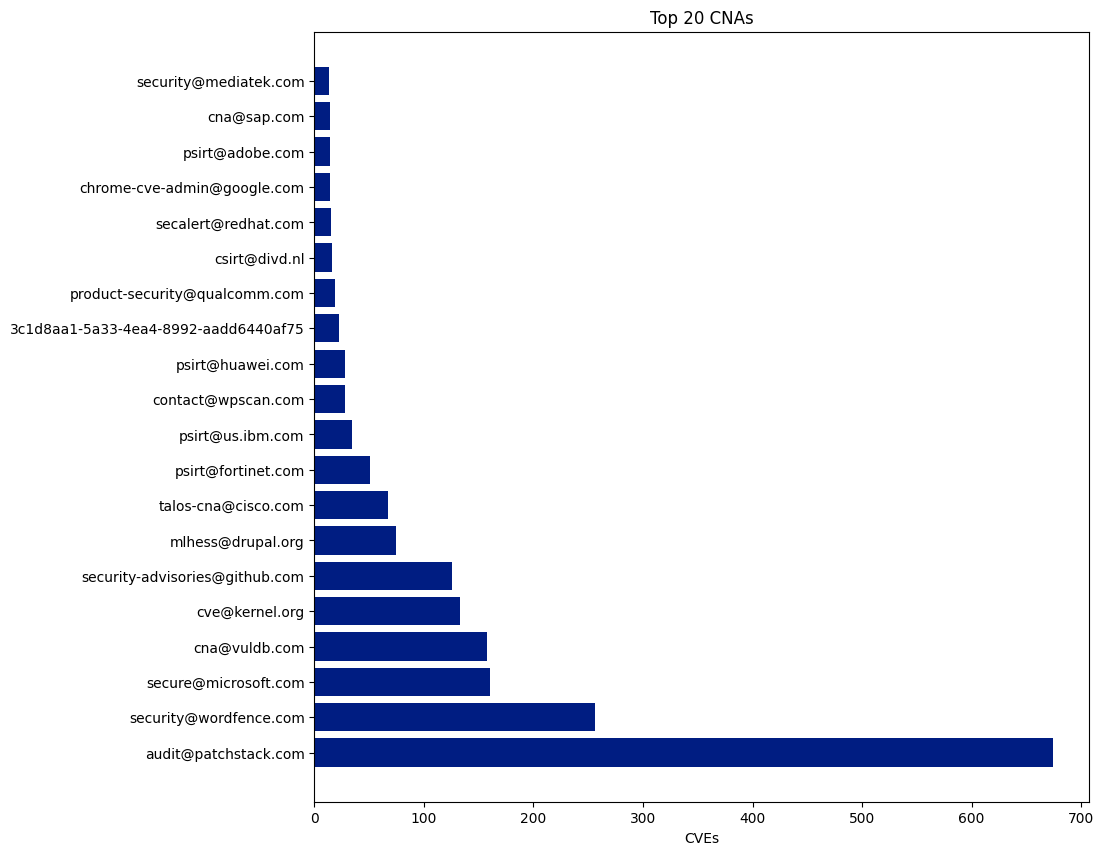 Top 20 CNAs
security@mediatek.com
cna@sap.com
psirt@adobe.com
chrome-cve-admin@google.com
secalert@redhat.com
csirt@divd.nl
product-security@qualcomm.com
3c1d8aa1-5a33-4ea4-8992-aadd6440af75
psirt@huawei.com
contact@wpscan.com
psirt@us.ibm.com
psirt@fortinet.com
talos-cna@cisco.com
mlhess@drupal.org
security-advisories@github.com
cve@kernel.org
cna@vuldb.com
secure@microsoft.com
security@wordfence.com
audit@patchstack.com
0 100 200 300 400 500 600 700
CVEs